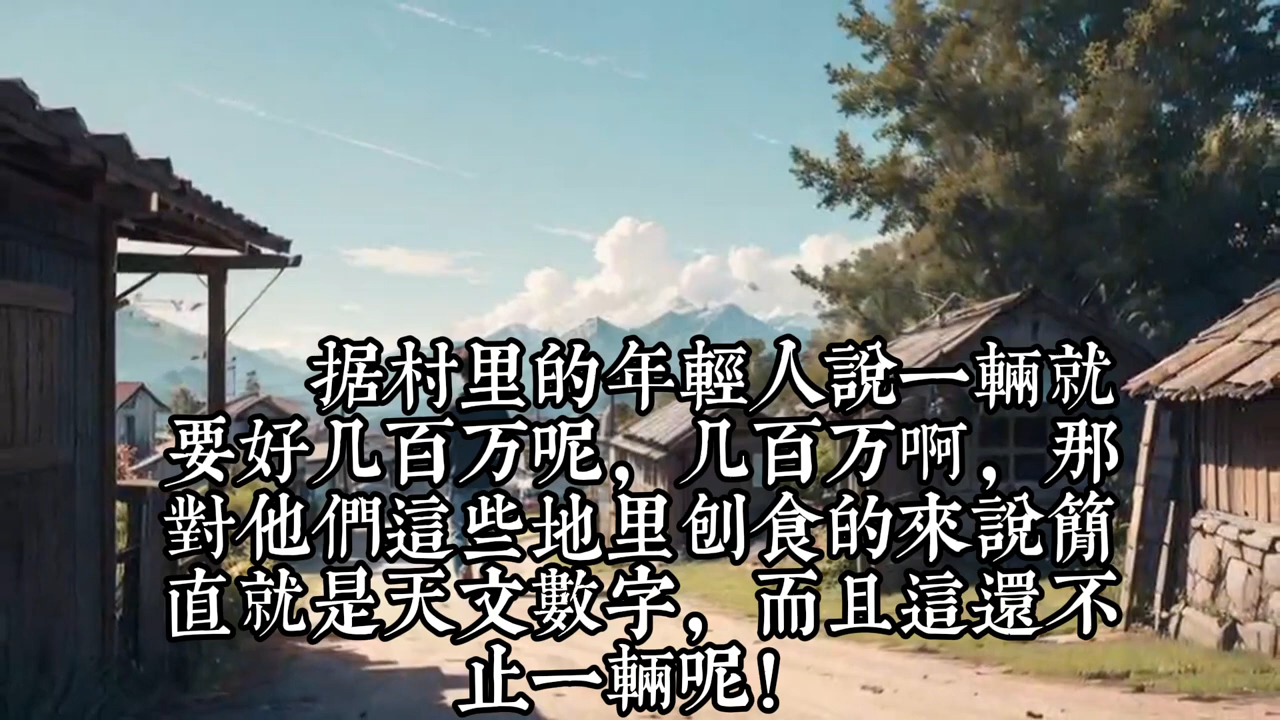 据村里的年輕人說一輛就
要好几百万呢，几百万啊，那
對他們這些地里刨食的來說簡
直就是天文數字，而且這還不
止一輛呢！